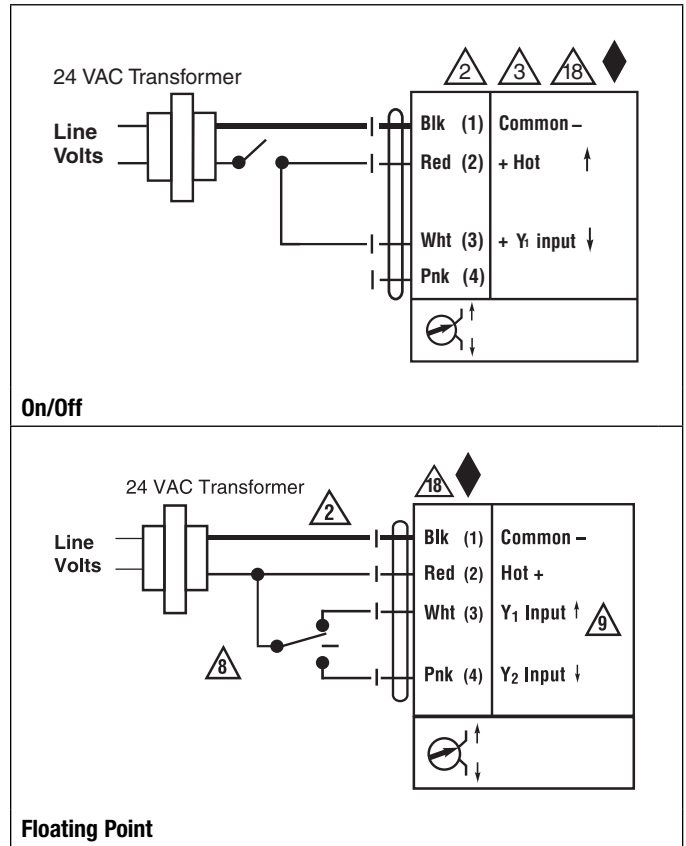 24 VAC Transformer
Line
Volts
2 3 18
Blk (1) Common –
Red (2) + Hot ↑
Wht (3) + Y1 input ↓
Pnk (4)
On/Off
24 VAC Transformer
Line
Volts
2
18
Blk (1) Common –
Red (2) Hot +
Wht (3) Y1 Input ↑ 9
8
Pnk (4) Y2 Input ↓
Floating Point